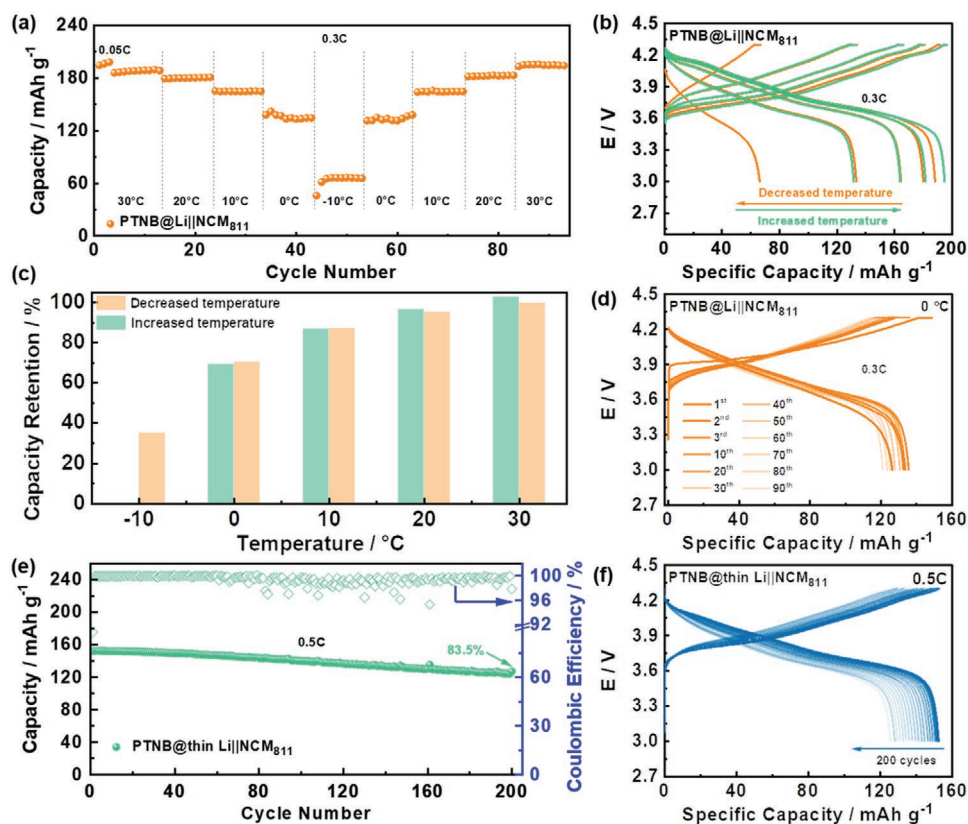 (a)
240
180
120
60
0
Capacity / mAh g-1
0.05C
0.3C
30°C 20°C 10°C 0°C -10°C 0°C 10°C 20°C 30°C
PTNB@Li||NCM811
0 20 40 60 80
Cycle Number
(b)
PTNB@Li||NCM811
4.5
4.2
3.9
3.6
3.3
3.0
2.7
E / V
0.3C
Decreased temperature
Increased temperature
0 40 80 120 160 200
Specific Capacity / mAh g-1
(c)
100
80
60
40
20
0
Capacity Retention / %
Decreased temperature
Increased temperature
-10 0 10 20 30
Temperature / °C
(d)
PTNB@Li||NCM811
0 °C
4.5
4.2
3.9
3.6
3.3
3.0
2.7
E / V
0.3C
1st 40th
2nd 50th
3rd 60th
10th 70th
20th 80th
30th 90th
0 40 80 120 160
Specific Capacity / mAh g-1
(e)
240
200
160
120
80
40
0
Capacity / mAh g-1
0.5C
83.5%
PTNB@thin Li||NCM811
100
96
92
60
30
0
Coulombic Efficiency / %
0 40 80 120 160 200
Cycle Number
(f)
PTNB@thin Li||NCM811
0.5C
4.5
4.2
3.9
3.6
3.3
3.0
2.7
E / V
200 cycles
0 40 80 120 160
Specific Capacity / mAh g-1